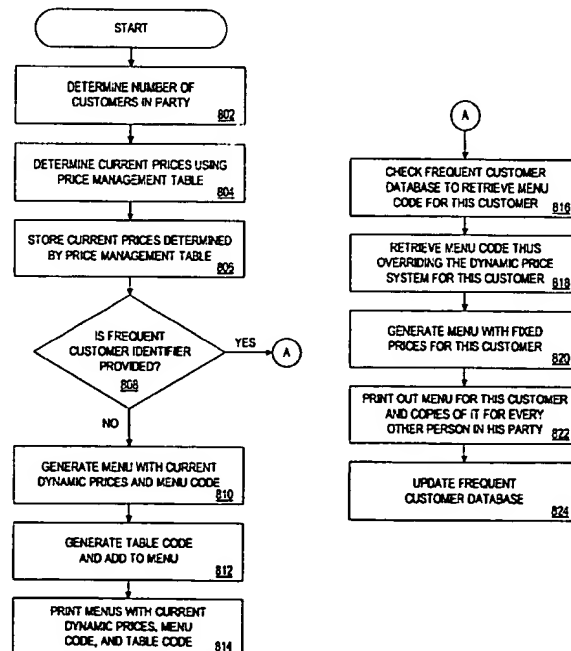 START
DETERMINE NUMBER OF
CUSTOMERS IN PARTY
802
DETERMINE CURRENT PRICES USING
PRICE MANAGEMENT TABLE
804
STORE CURRENT PRICES DETERMINED
BY PRICE MANAGEMENT TABLE
806
IS FREQUENT
CUSTOMER IDENTIFIER
PROVIDED?
808
YES
A
NO
GENERATE MENU WITH CURRENT
DYNAMIC PRICES AND MENU CODE
810
GENERATE TABLE CODE
AND ADD TO MENU
812
PRINT MENUS WITH CURRENT
DYNAMIC PRICES, MENU
CODE, AND TABLE CODE
814
A
CHECK FREQUENT CUSTOMER
DATABASE TO RETRIEVE MENU
CODE FOR THIS CUSTOMER
816
RETRIEVE MENU CODE THUS
OVERRIDING THE DYNAMIC PRICE
SYSTEM FOR THIS CUSTOMER
818
GENERATE MENU WITH FIXED
PRICES FOR THIS CUSTOMER
820
PRINT OUT MENU FOR THIS CUSTOMER
AND COPIES OF IT FOR EVERY
OTHER PERSON IN HIS PARTY
822
UPDATE FREQUENT
CUSTOMER DATABASE
824